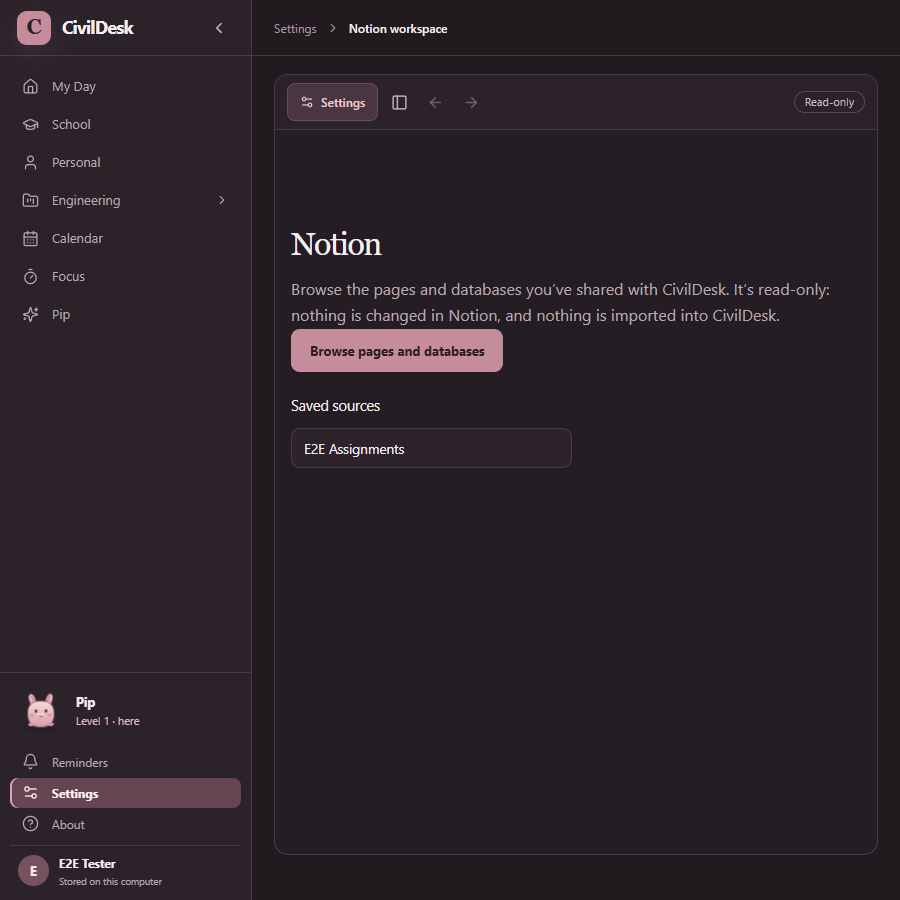 C CivilDesk
Settings > Notion workspace
My Day
School
Personal
Engineering
Calendar
Focus
Pip
Settings
Read-only
Notion
Browse the pages and databases you’ve shared with CivilDesk. It’s read-only:
nothing is changed in Notion, and nothing is imported into CivilDesk.
Browse pages and databases
Saved sources
E2E Assignments
Pip
Level 1 · here
Reminders
Settings
About
E
E2E Tester
Stored on this computer